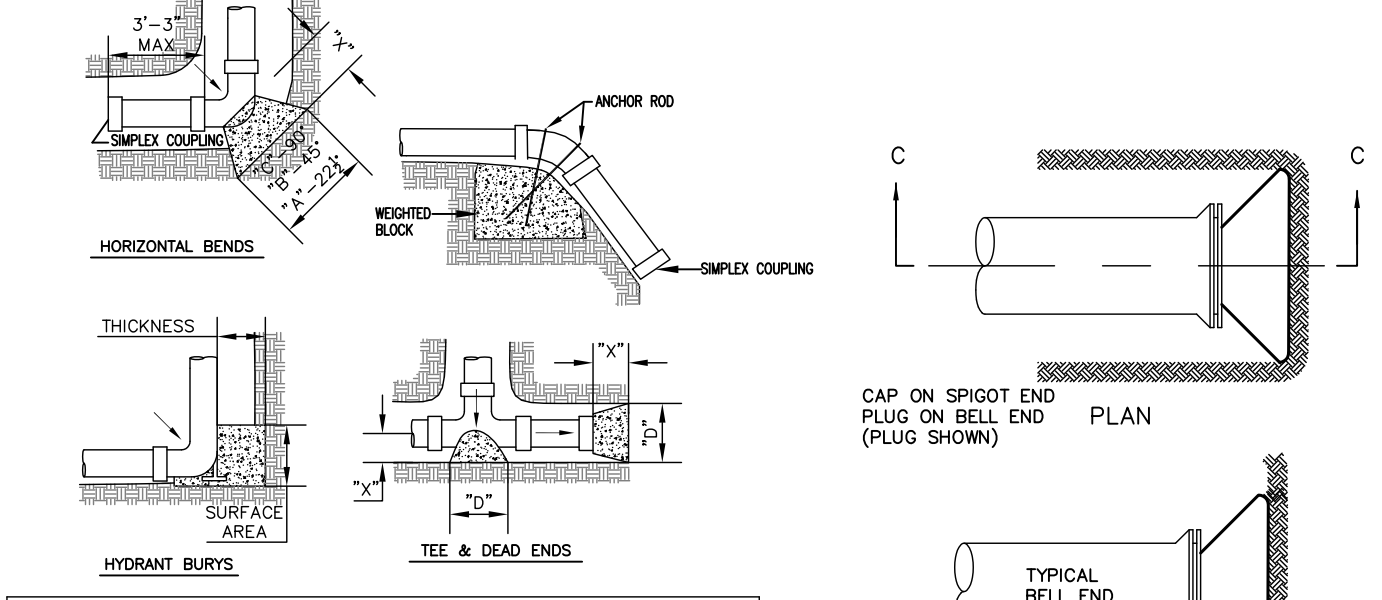 3'-3"
MAX
"X"
SIMPLEX COUPLING
"C"-90°
"B"-45°
"A"-22½°
HORIZONTAL BENDS
ANCHOR ROD
WEIGHTED
BLOCK
SIMPLEX COUPLING
THICKNESS
SURFACE
AREA
HYDRANT BURYS
"X"
"D"
"X"
"D"
TEE & DEAD ENDS
C
C
CAP ON SPIGOT END
PLUG ON BELL END
(PLUG SHOWN)
PLAN
TYPICAL
BELL END